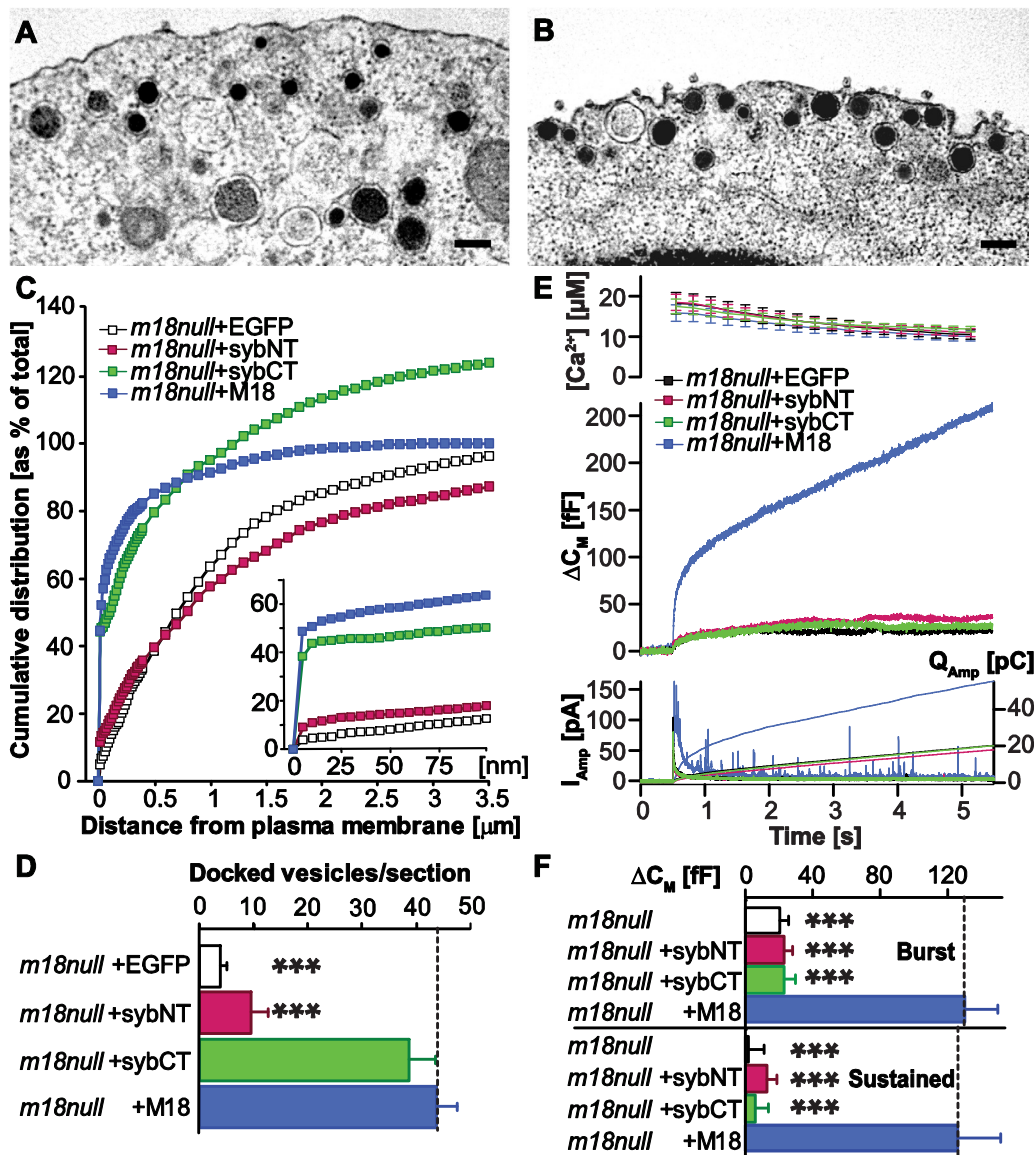 A
B
C
140
120
100
80
60
40
20
0
Cumulative distribution [as % of total]
m18null+EGFP
m18null+sybNT
m18null+sybCT
m18null+M18
60
40
20
0
0 25 50 75 [nm]
0 0.5 1 1.5 2 2.5 3 3.5
Distance from plasma membrane [μm]
E
[Ca2+] [μM]
20
10
0
m18null+EGFP
m18null+sybNT
m18null+sybCT
m18null+M18
ΔCM [fF]
200
150
100
50
0
QAmp [pC]
IAmp [pA]
150
100
50
0
40
20
0
0 1 2 3 4 5
Time [s]
D
Docked vesicles/section
0 10 20 30 40 50
m18null +EGFP ***
m18null +sybNT ***
m18null +sybCT
m18null +M18
F
ΔCM [fF]
0 40 80 120
m18null ***
m18null +sybNT ***
m18null +sybCT ***
m18null +M18
Burst
m18null ***
m18null +sybNT ***
m18null +sybCT ***
m18null +M18
Sustained